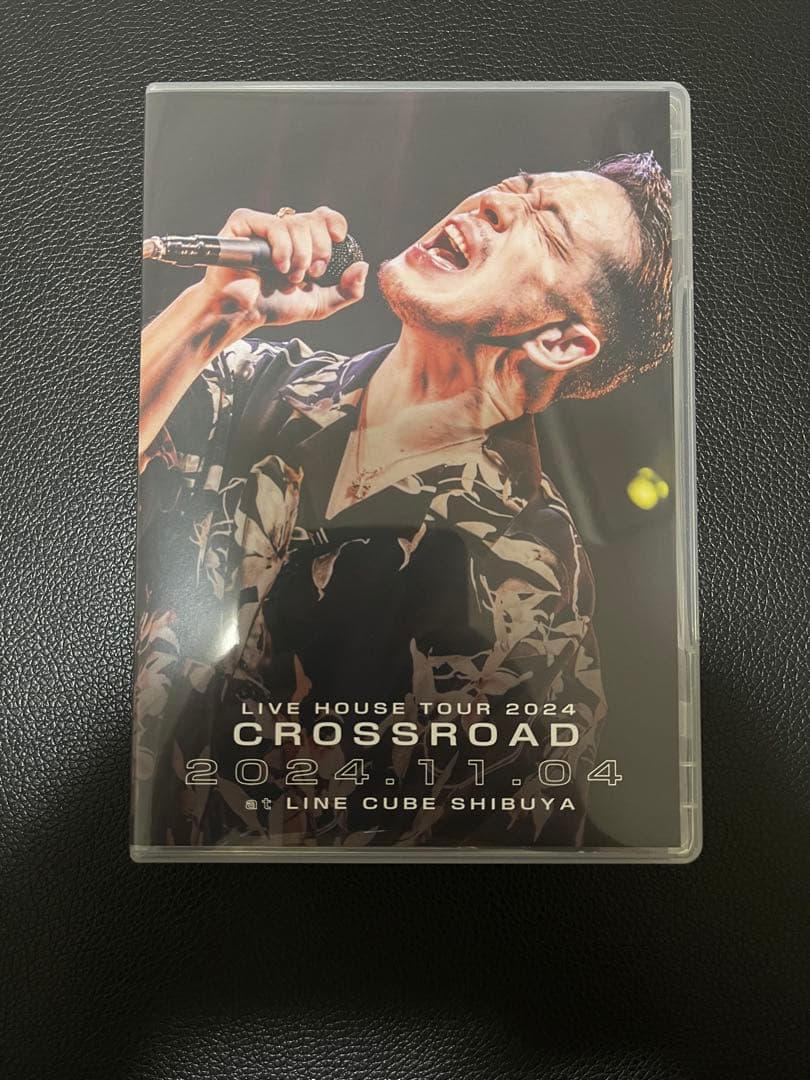 LIVE HOUSE TOUR 2024
CROSSROAD
2024.11.04
at LINE CUBE SHIBUYA